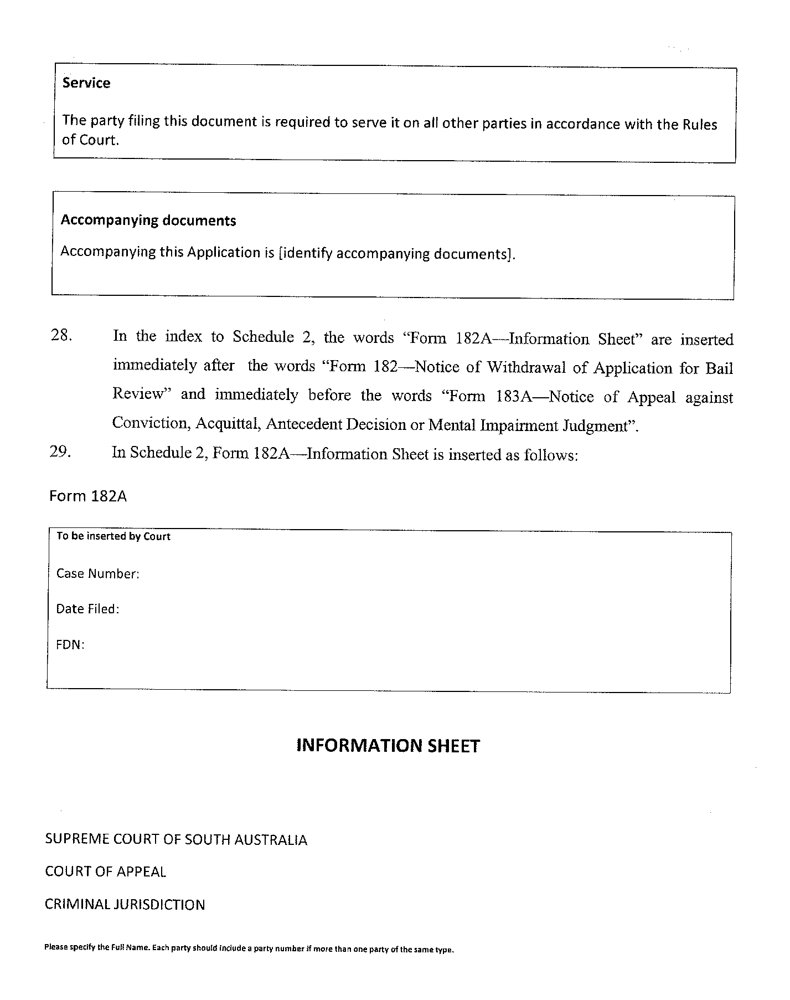 Service
The party filing this document is required to serve it on all other parties in accordance with the Rules
of Court.
Accompanying documents
Accompanying this Application is [identify accompanying documents].
28. In the index to Schedule 2, the words “Form 182A—Information Sheet” are inserted
immediately after the words “Form 182—Notice of Withdrawal of Application for Bail
Review” and immediately before the words “Form 183A—Notice of Appeal against
Conviction, Acquittal, Antecedent Decision or Mental Impairment Judgment”.
29. In Schedule 2, Form 182A—Information Sheet is inserted as follows:
Form 182A
To be inserted by Court
Case Number:
Date Filed:
FDN:
INFORMATION SHEET
SUPREME COURT OF SOUTH AUSTRALIA
COURT OF APPEAL
CRIMINAL JURISDICTION
Please specify the Full Name. Each party should include a party number if more than one party of the same type.